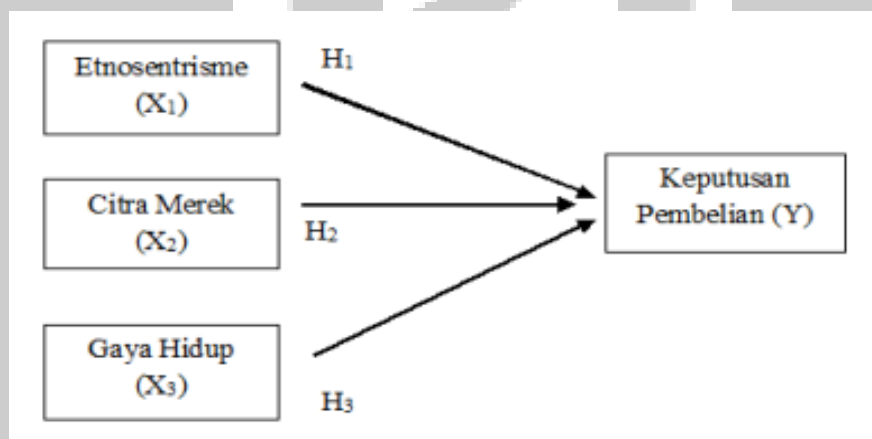 Etnosentrisme
(X₁)
H₁
Citra Merek
(X₂)
H₂
Keputusan
Pembelian (Y)
Gaya Hidup
(X₃)
H₃